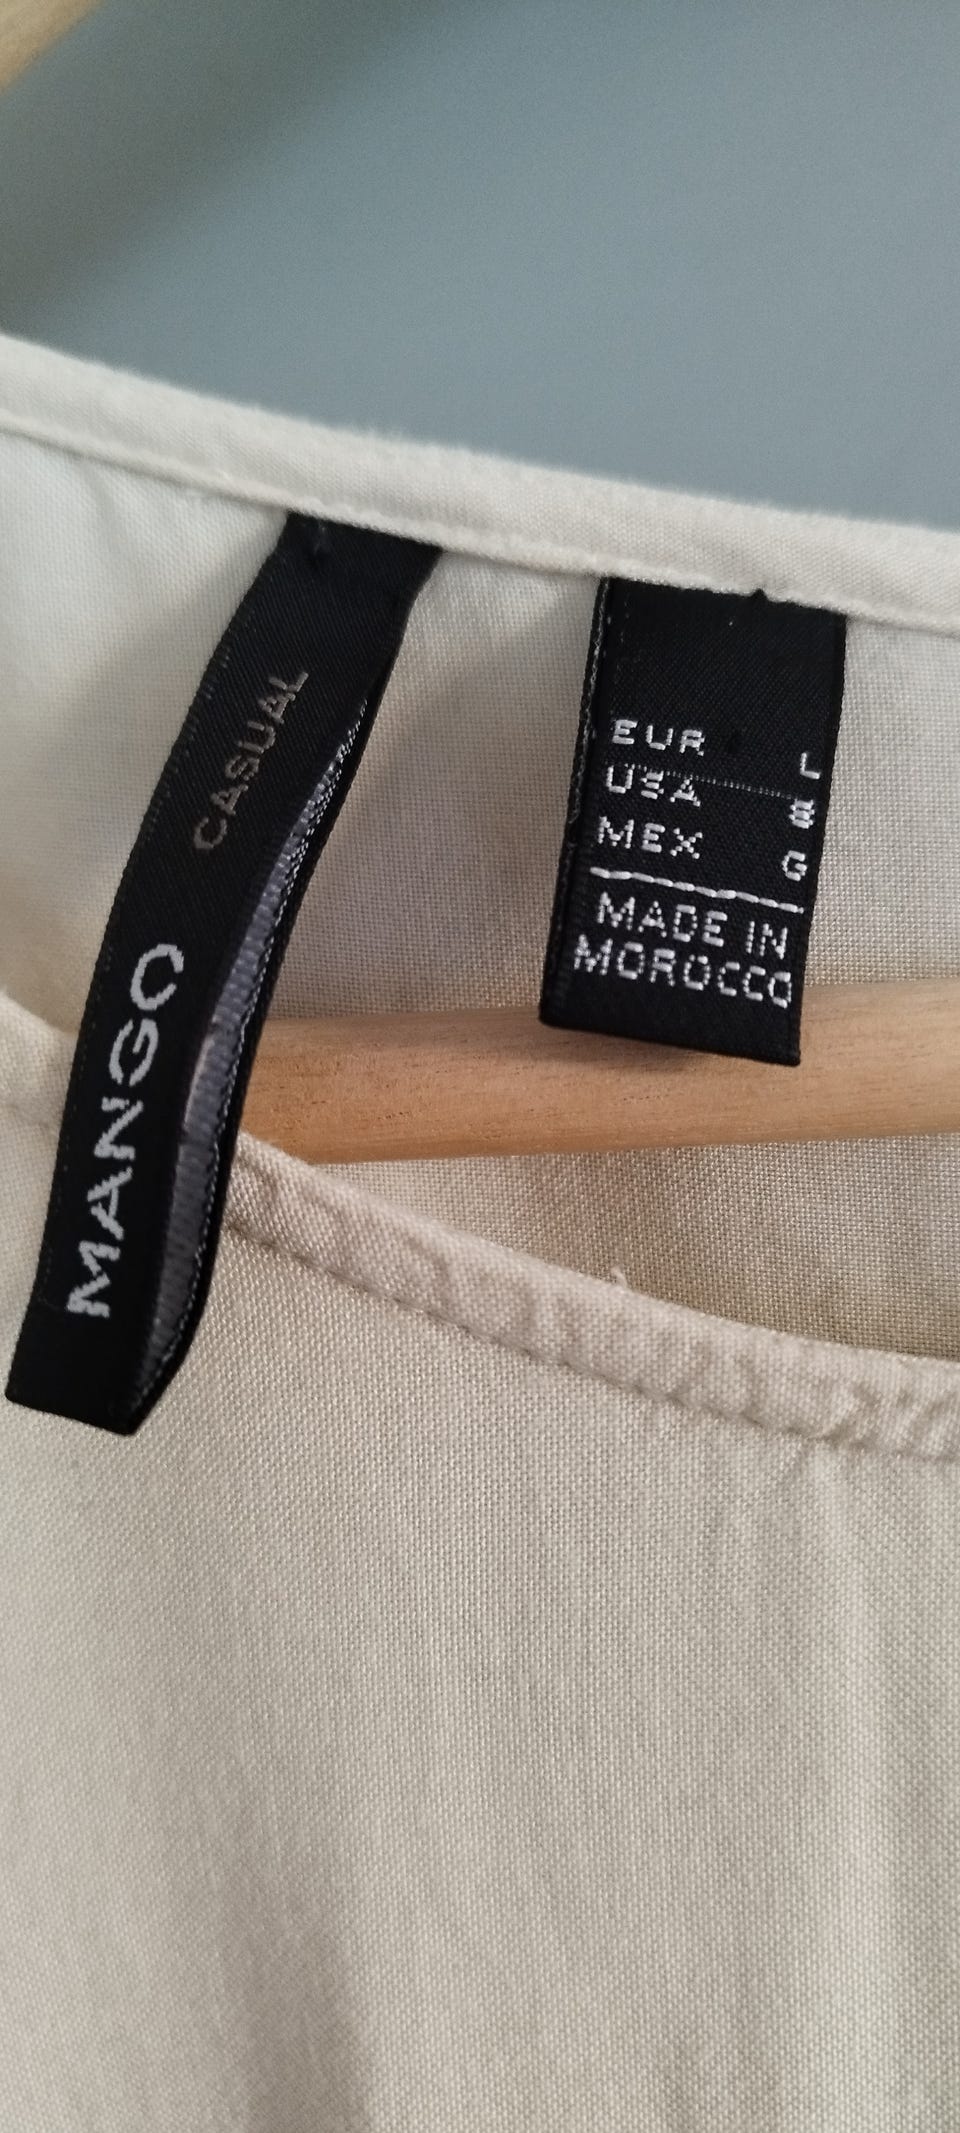 MANGO
CASUAL
EUR L
USA 8
MEX G
MADE IN
MOROCCO